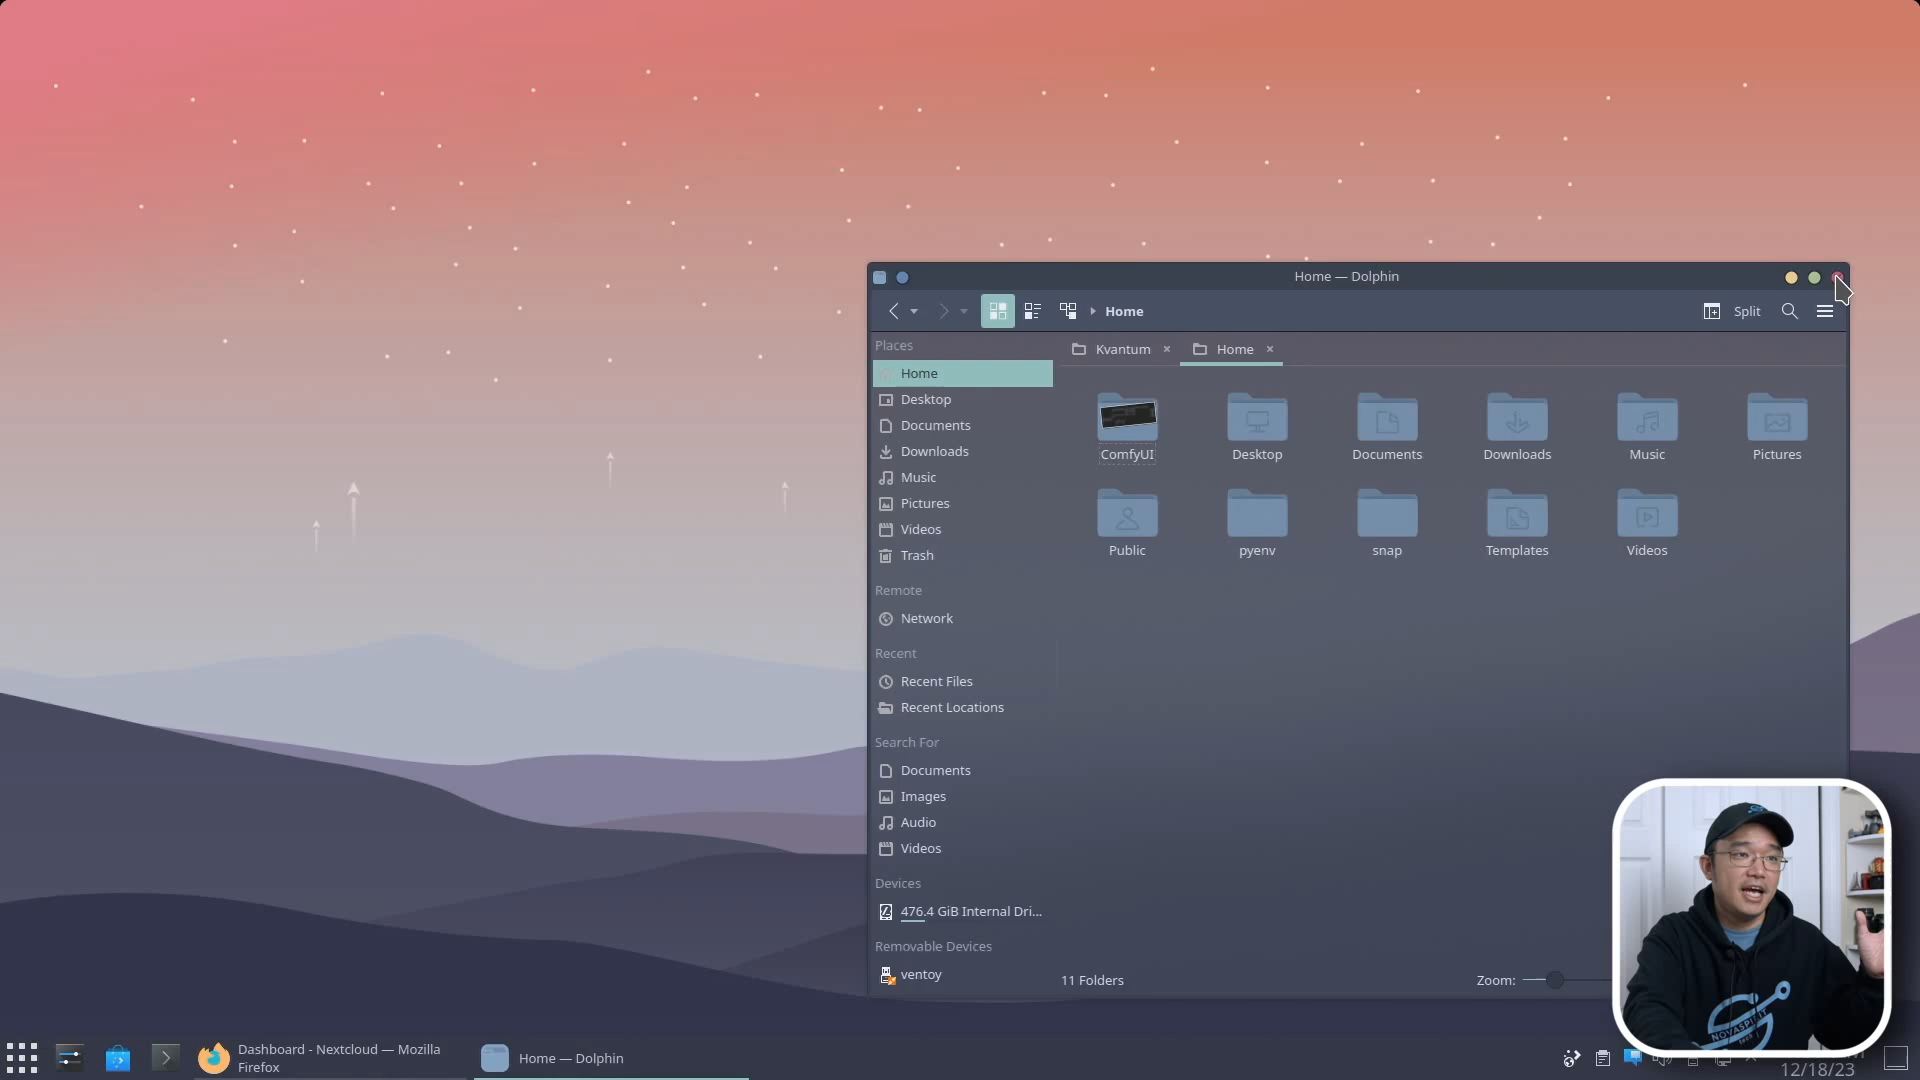 Home — Dolphin
Home
Split
Places
Kvantum
Home
Home
Desktop
Documents
Downloads
Music
Pictures
Videos
Trash
ComfyUI
Desktop
Documents
Downloads
Music
Pictures
Public
pyenv
snap
Templates
Videos
Remote
Network
Recent
Recent Files
Recent Locations
Search For
Documents
Images
Audio
Videos
Devices
476.4 GiB Internal Dri...
Removable Devices
ventoy
11 Folders
Zoom:
NOVASPIRIT
tech
Dashboard - Nextcloud — Mozilla
Firefox
Home — Dolphin
12/18/23